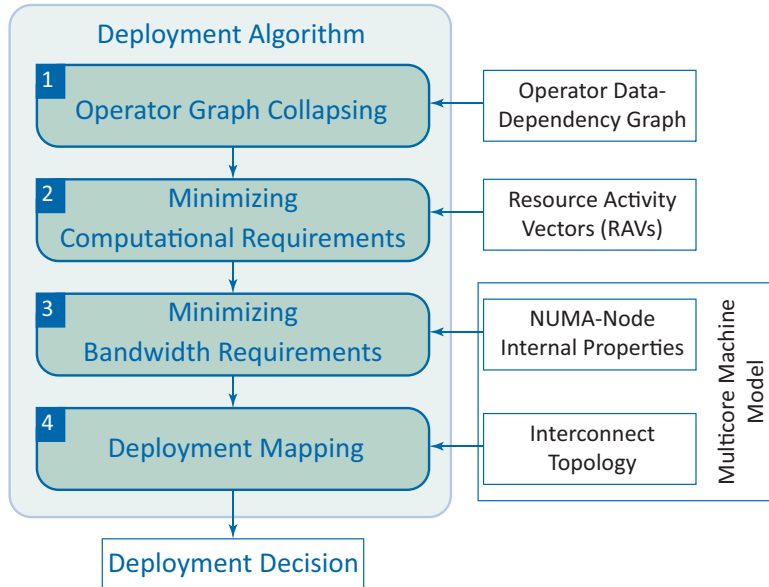 Deployment Algorithm
1
Operator Graph Collapsing
Operator Data-
Dependency Graph
2
Minimizing
Computational Requirements
Resource Activity
Vectors (RAVs)
3
Minimizing
Bandwidth Requirements
NUMA-Node
Internal Properties
4
Deployment Mapping
Interconnect
Topology
Multicore Machine
Model
Deployment Decision